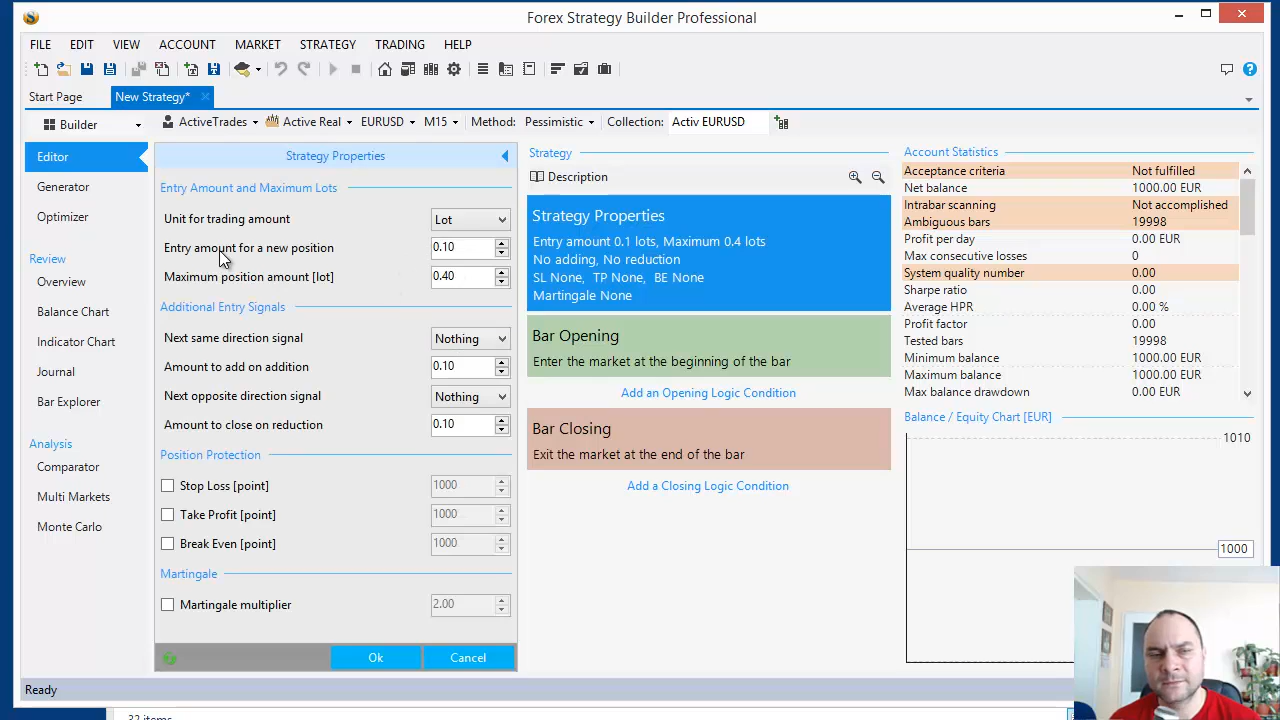 Forex Strategy Builder Professional
FILE EDIT VIEW ACCOUNT MARKET STRATEGY TRADING HELP
Start Page New Strategy*
Builder ActiveTrades Active Real EURUSD M15 Method: Pessimistic Collection: Activ EURUSD
Editor
Generator
Optimizer
Review
Overview
Balance Chart
Indicator Chart
Journal
Bar Explorer
Analysis
Comparator
Multi Markets
Monte Carlo
Strategy Properties
Entry Amount and Maximum Lots
Unit for trading amount Lot
Entry amount for a new position 0.10
Maximum position amount [lot] 0.40
Additional Entry Signals
Next same direction signal Nothing
Amount to add on addition 0.10
Next opposite direction signal Nothing
Amount to close on reduction 0.10
Position Protection
Stop Loss [point] 1000
Take Profit [point] 1000
Break Even [point] 1000
Martingale
Martingale multiplier 2.00
Ok Cancel
Strategy
Description
Strategy Properties
Entry amount 0.1 lots, Maximum 0.4 lots
No adding, No reduction
SL None, TP None, BE None
Martingale None
Bar Opening
Enter the market at the beginning of the bar
Add an Opening Logic Condition
Bar Closing
Exit the market at the end of the bar
Add a Closing Logic Condition
Account Statistics
Acceptance criteria Not fulfilled
Net balance 1000.00 EUR
Intrabar scanning Not accomplished
Ambiguous bars 19998
Profit per day 0.00 EUR
Max consecutive losses 0
System quality number 0.00
Sharpe ratio 0.00
Average HPR 0.00 %
Profit factor 0.00
Tested bars 19998
Minimum balance 1000.00 EUR
Maximum balance 1000.00 EUR
Max balance drawdown 0.00 EUR
Balance / Equity Chart [EUR]
1010
1000
Ready
32 items